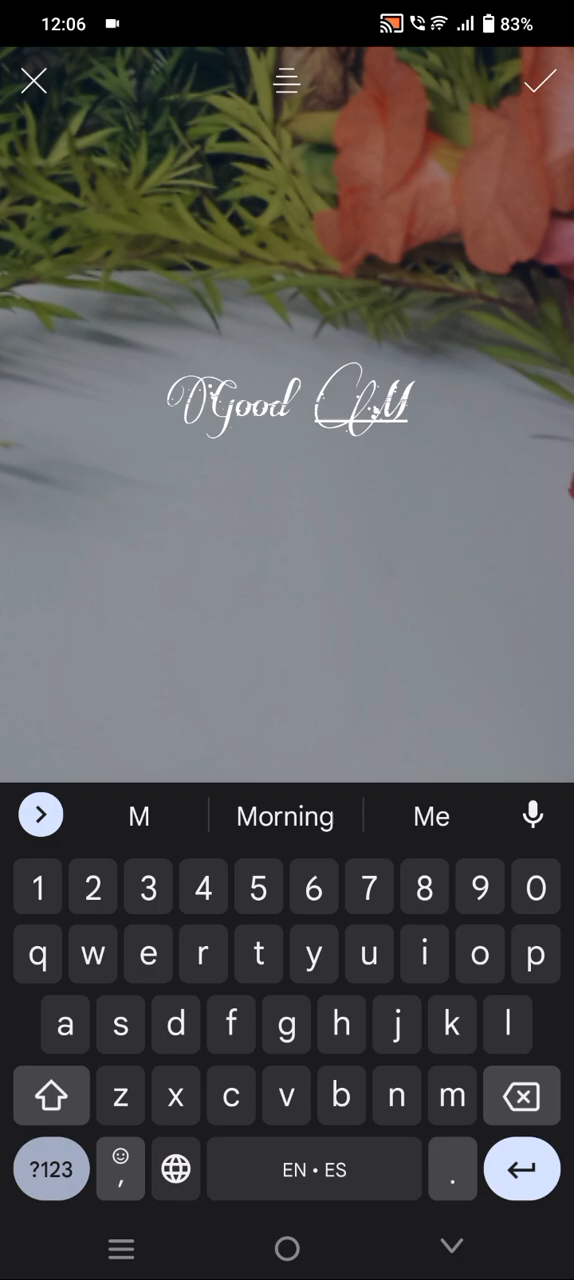 12:06
83%
Good M
M
Morning
Me
1 2 3 4 5 6 7 8 9 0
q w e r t y u i o p
a s d f g h j k l
z x c v b n m
?123 , EN • ES .